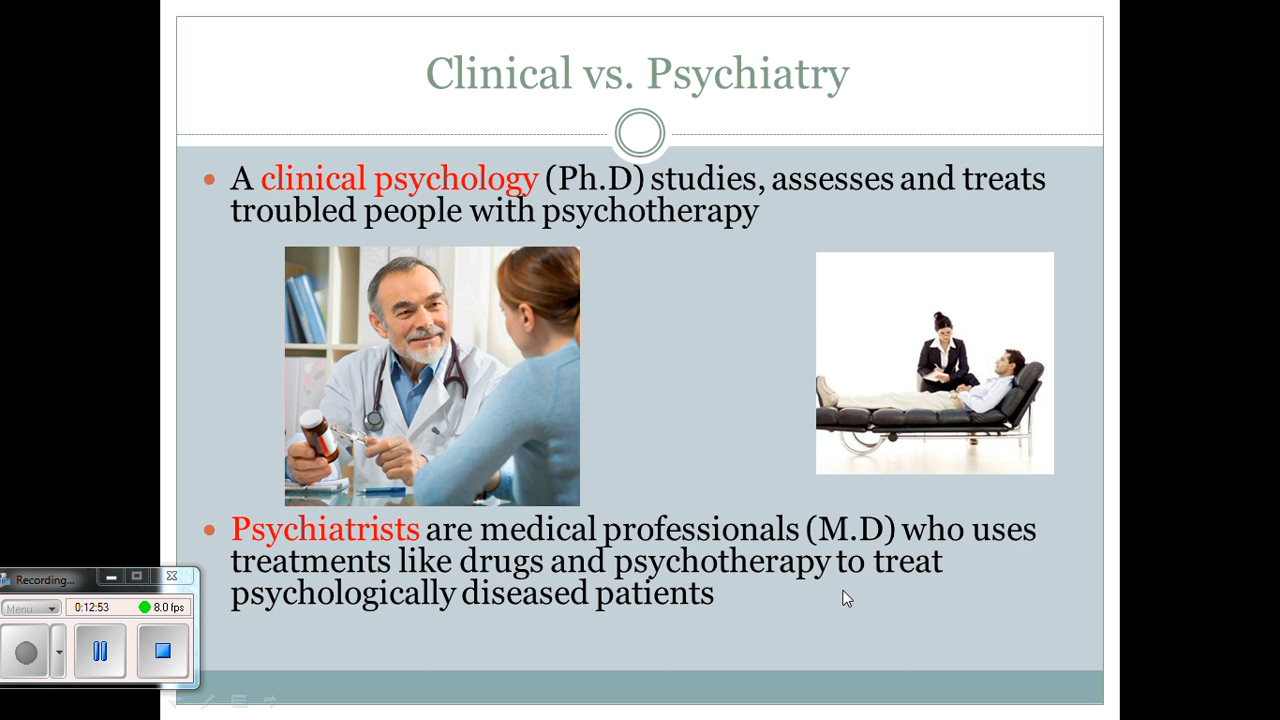 Clinical vs. Psychiatry
A clinical psychology (Ph.D) studies, assesses and treats
troubled people with psychotherapy
Psychiatrists are medical professionals (M.D) who uses
treatments like drugs and psychotherapy to treat
psychologically diseased patients
Recording...
Menu
0:12:53
8.0 fps